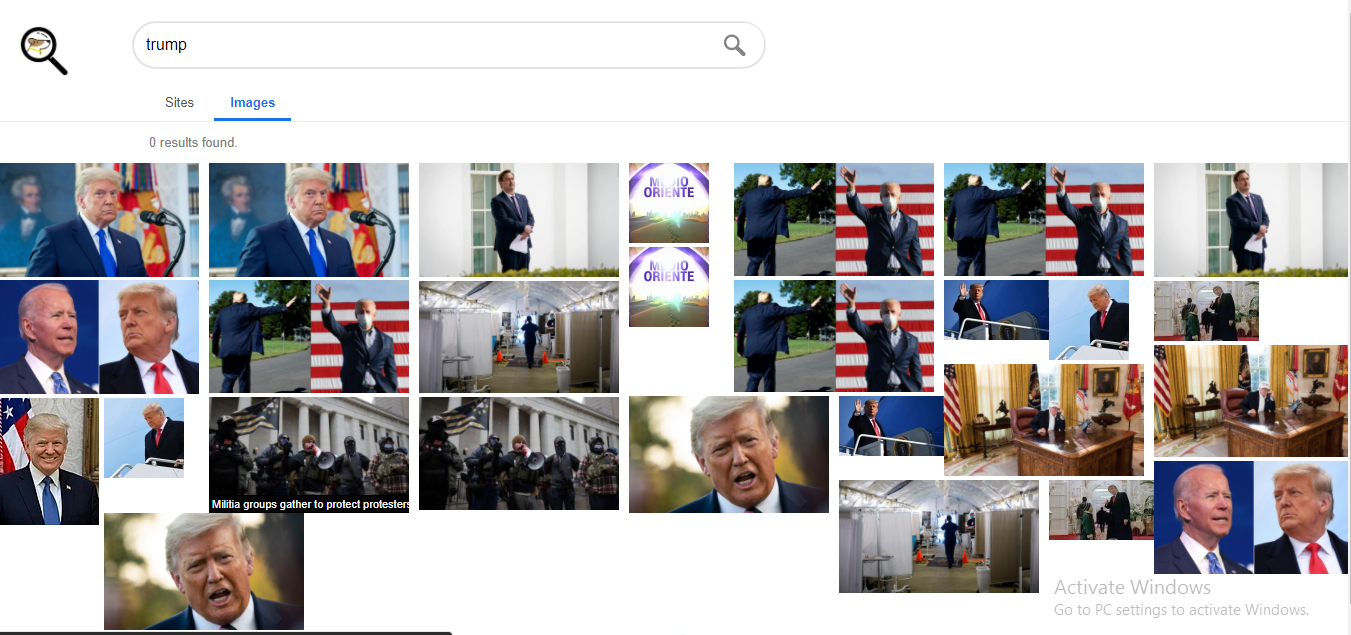 trump
Sites
Images
0 results found.
MEDIO
ORIENTE
MEDIO
ORIENTE
Militia groups gather to protect protesters
Activate Windows
Go to PC settings to activate Windows.